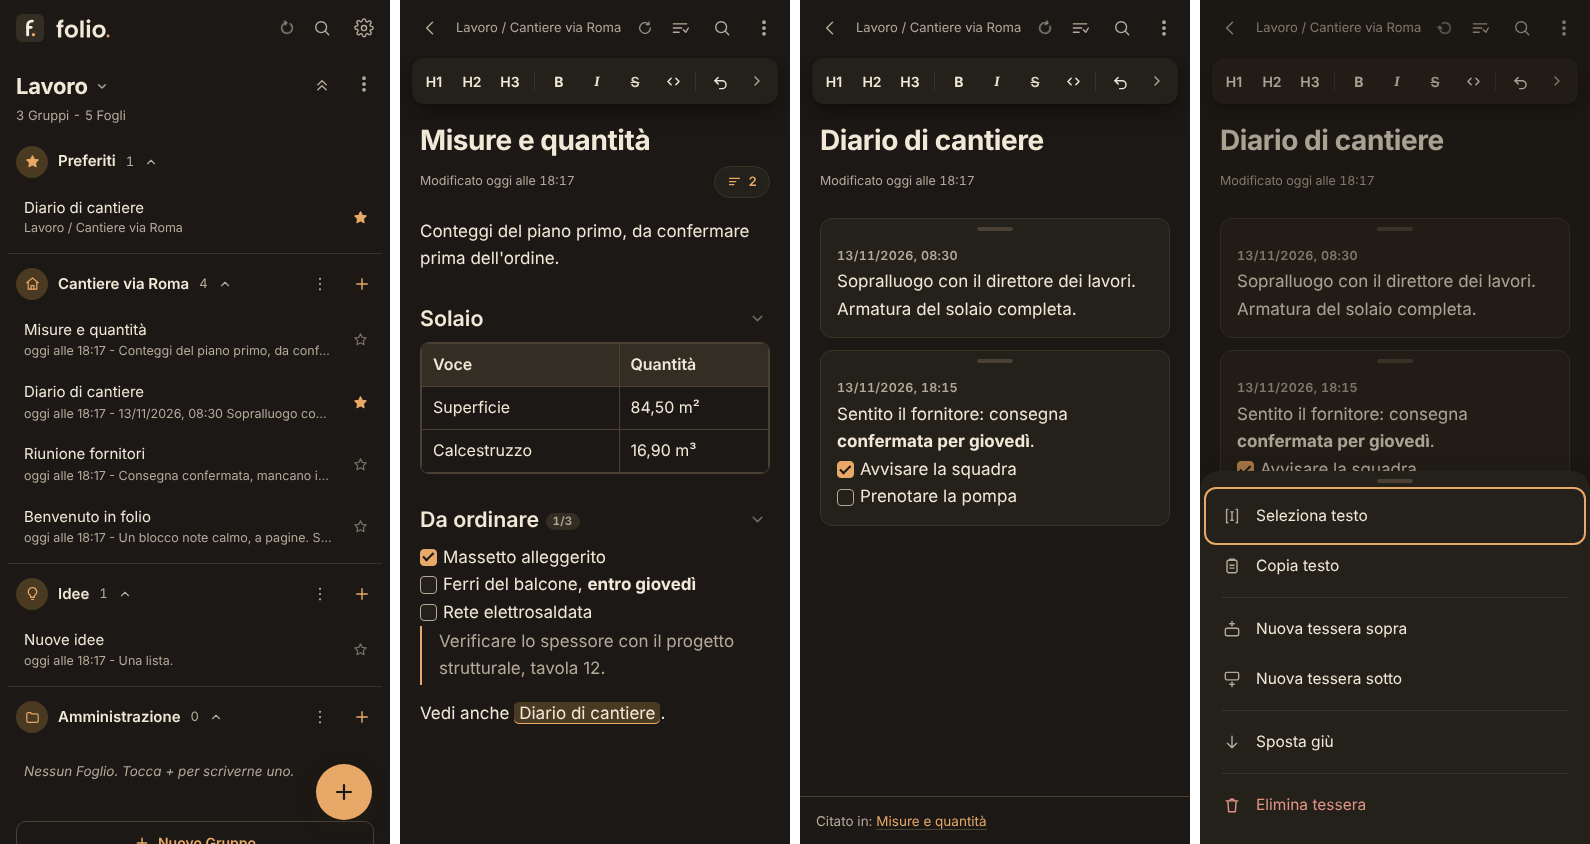 f. folio.
Lavoro
3 Gruppi - 5 Fogli
Preferiti 1
Diario di cantiere
Lavoro / Cantiere via Roma
Cantiere via Roma 4
Misure e quantità
oggi alle 18:17 - Conteggi del piano primo, da conf...
Diario di cantiere
oggi alle 18:17 - 13/11/2026, 08:30 Sopralluogo co...
Riunione fornitori
oggi alle 18:17 - Consegna confermata, mancano i...
Benvenuto in folio
oggi alle 18:17 - Un blocco note calmo, a pagine. S...
Idee 1
Nuove idee
oggi alle 18:17 - Una lista.
Amministrazione 0
Nessun Foglio. Tocca + per scriverne uno.
+ Nuovo Gruppo
Lavoro / Cantiere via Roma
H1 H2 H3 B I S <>
Misure e quantità
Modificato oggi alle 18:17
2
Conteggi del piano primo, da confermare
prima dell'ordine.
Solaio
Voce Quantità
Superficie 84,50 m²
Calcestruzzo 16,90 m³
Da ordinare 1/3
Massetto alleggerito
Ferri del balcone, entro giovedì
Rete elettrosaldata
Verificare lo spessore con il progetto
strutturale, tavola 12.
Vedi anche Diario di cantiere.
Lavoro / Cantiere via Roma
H1 H2 H3 B I S <>
Diario di cantiere
Modificato oggi alle 18:17
13/11/2026, 08:30
Sopralluogo con il direttore dei lavori.
Armatura del solaio completa.
13/11/2026, 18:15
Sentito il fornitore: consegna
confermata per giovedì.
Avvisare la squadra
Prenotare la pompa
Citato in: Misure e quantità
Lavoro / Cantiere via Roma
H1 H2 H3 B I S <>
Diario di cantiere
Modificato oggi alle 18:17
13/11/2026, 08:30
Sopralluogo con il direttore dei lavori.
Armatura del solaio completa.
13/11/2026, 18:15
Sentito il fornitore: consegna
confermata per giovedì.
Avvisare la squadra
Seleziona testo
Copia testo
Nuova tessera sopra
Nuova tessera sotto
Sposta giù
Elimina tessera